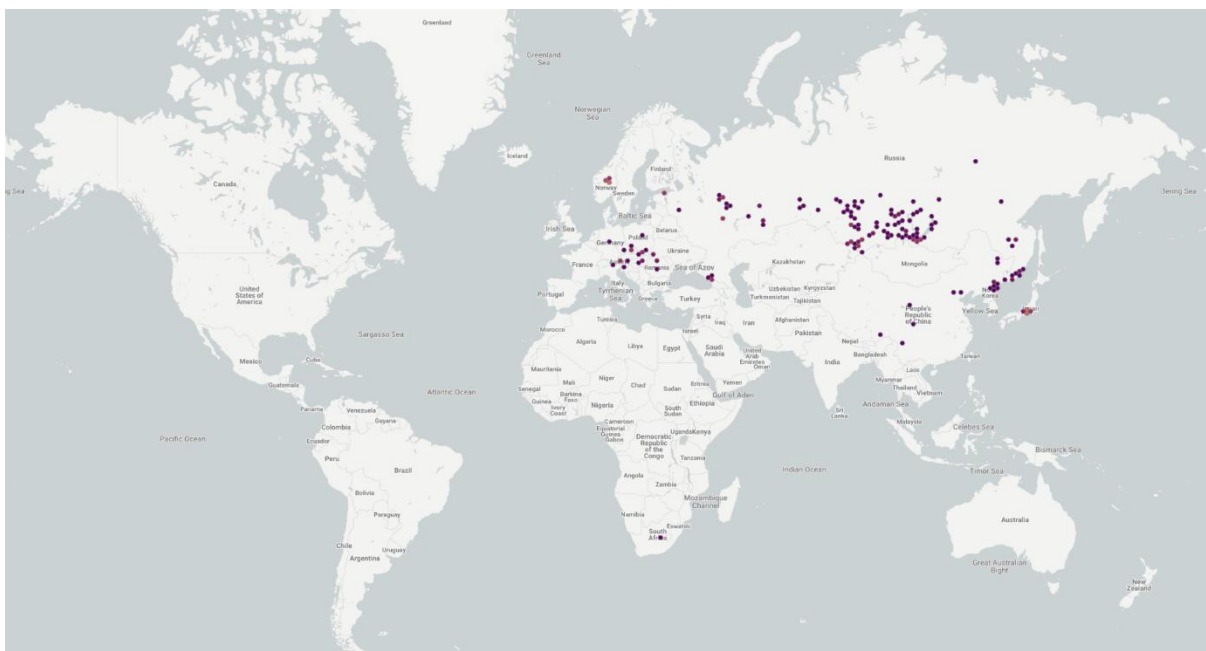 Greenland
Greenland
Sea
Norwegian
Sea
Iceland
Finland
Russia
Norway
Sweden
Canada
Baltic Sea
Bering Sea
Irish Sea
Belarus
Germany
Poland
Ukraine
Kazakhstan
Mongolia
France
Romania
Sea of Azov
Italy
Bulgaria
Uzbekistan
Kyrgyzstan
North
Korea
United
States of
America
Portugal
Tyrrhenian
Sea
Greece
Turkey
Turkmenistan
Tajikistan
People's
Republic
of China
Yellow Sea
Japan
Sargasso Sea
Tunisia
Syria
Iraq
Iran
Afghanistan
Morocco
Israel
Pakistan
Nepal
Algeria
Libya
Egypt
Saudi
Arabia
United
Arab
Emirates
Oman
India
Bangladesh
Taiwan
Mexico
Cuba
Mauritania
Myanmar
Laos
Guatemala
Atlantic Ocean
Senegal
Mali
Niger
Chad
Sudan
Eritrea
Yemen
Thailand
Vietnam
Guinea
Burkina
Faso
Gulf of Aden
Panama
Venezuela
Guyana
Ivory
Coast
Nigeria
South
Sudan
Ethiopia
Sri
Lanka
Andaman Sea
Colombia
Cameroon
Malaysia
Celebes Sea
Pacific Ocean
Ecuador
Equatorial
Guinea
Gabon
Uganda
Kenya
Democratic
Republic
of the
Congo
Bismarck Sea
Peru
Brazil
Tanzania
Indian Ocean
Timor Sea
Angola
Zambia
Bolivia
Mozambique
Channel
Paraguay
Namibia
Eswatini
Australia
Chile
South
Africa
Uruguay
Argentina
Great Australian
Bight
New
Zealand